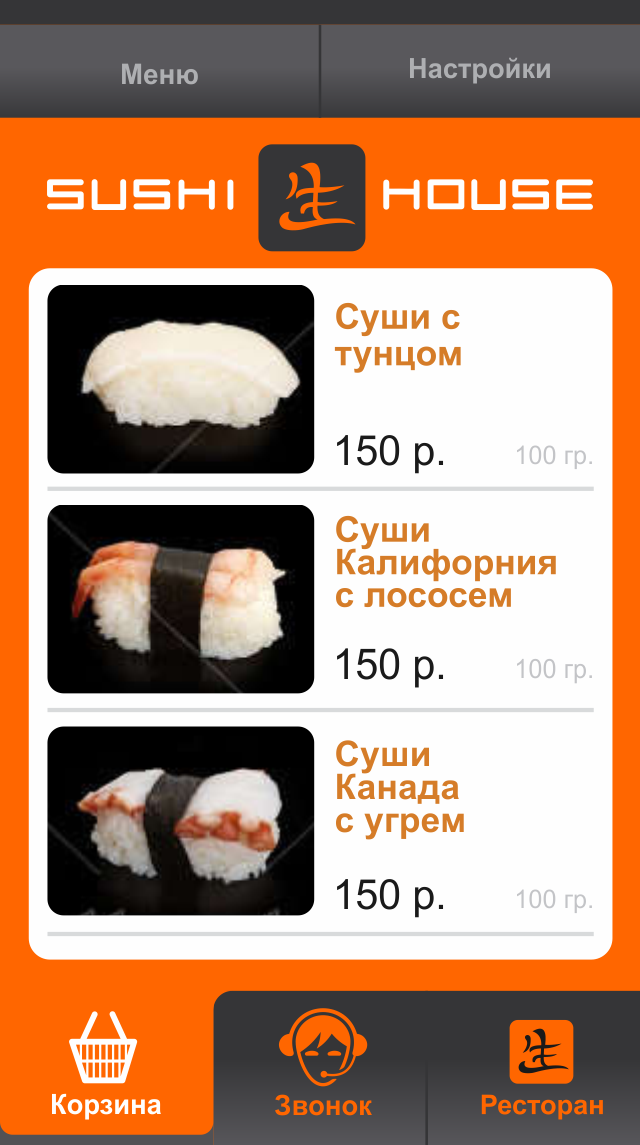 Меню
Настройки
SUSHI 生 HOUSE
Суши с
тунцом
150 р. 100 гр.
Суши
Калифорния
с лососем
150 р. 100 гр.
Суши
Канада
с угрем
150 р. 100 гр.
生
Корзина
Звонок
Ресторан